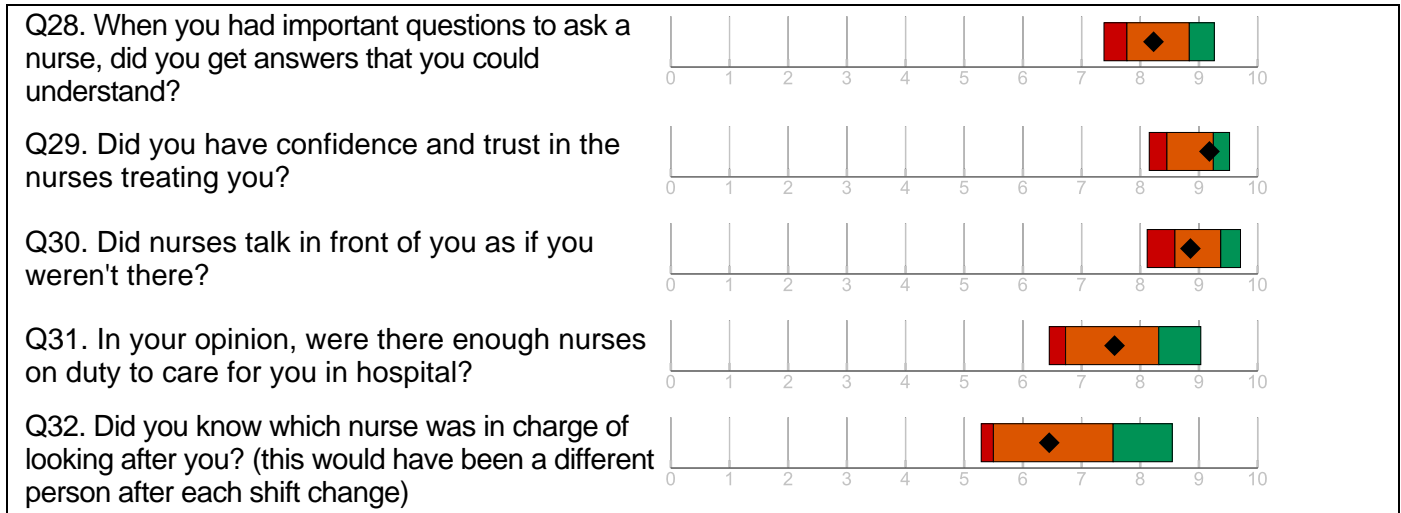 Q28. When you had important questions to ask a
nurse, did you get answers that you could
understand?
0 1 2 3 4 5 6 7 8 9 10
Q29. Did you have confidence and trust in the
nurses treating you?
0 1 2 3 4 5 6 7 8 9 10
Q30. Did nurses talk in front of you as if you
weren't there?
0 1 2 3 4 5 6 7 8 9 10
Q31. In your opinion, were there enough nurses
on duty to care for you in hospital?
0 1 2 3 4 5 6 7 8 9 10
Q32. Did you know which nurse was in charge of
looking after you? (this would have been a different
person after each shift change)
0 1 2 3 4 5 6 7 8 9 10